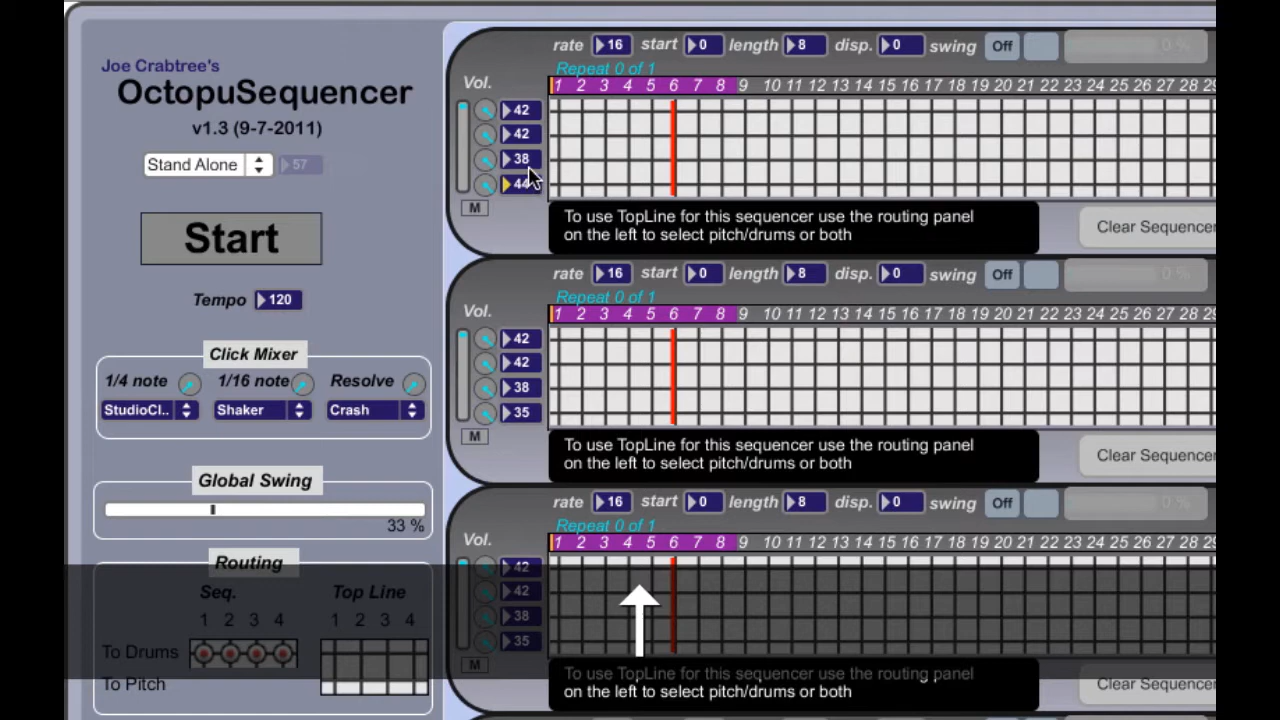 Joe Crabtree's
OctopuSequencer
v1.3 (9-7-2011)
Stand Alone 57
Start
Tempo 120
Click Mixer
1/4 note 1/16 note Resolve
StudioCl.. Shaker Crash
Global Swing
33 %
Routing
Seq. Top Line
1 2 3 4 1 2 3 4
To Drums
To Pitch
rate 16 start 0 length 8 disp. 0 swing Off 0 %
Repeat 0 of 1
Vol. 1 2 3 4 5 6 7 8 9 10 11 12 13 14 15 16 17 18 19 20 21 22 23 24 25 26 27 28 29
42
42
38
44
M
To use TopLine for this sequencer use the routing panel
on the left to select pitch/drums or both
Clear Sequencer
rate 16 start 0 length 8 disp. 0 swing Off 0 %
Repeat 0 of 1
Vol. 1 2 3 4 5 6 7 8 9 10 11 12 13 14 15 16 17 18 19 20 21 22 23 24 25 26 27 28 29
42
42
38
35
M
To use TopLine for this sequencer use the routing panel
on the left to select pitch/drums or both
Clear Sequencer
rate 16 start 0 length 8 disp. 0 swing Off 0 %
Repeat 0 of 1
Vol. 1 2 3 4 5 6 7 8 9 10 11 12 13 14 15 16 17 18 19 20 21 22 23 24 25 26 27 28 29
42
42
38
35
M
To use TopLine for this sequencer use the routing panel
on the left to select pitch/drums or both
Clear Sequencer